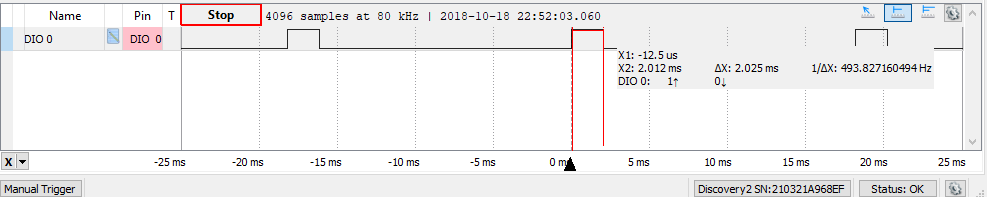 Name Pin T Stop 4096 samples at 80 kHz | 2018-10-18 22:52:03.060
DIO 0 DIO 0
X1: -12.5 us
X2: 2.012 ms ΔX: 2.025 ms 1/ΔX: 493.827160494 Hz
DIO 0: 1↑ 0↓
X -25 ms -20 ms -15 ms -10 ms -5 ms 0 ms 5 ms 10 ms 15 ms 20 ms 25 ms
Manual Trigger Discovery2 SN:210321A968EF Status: OK